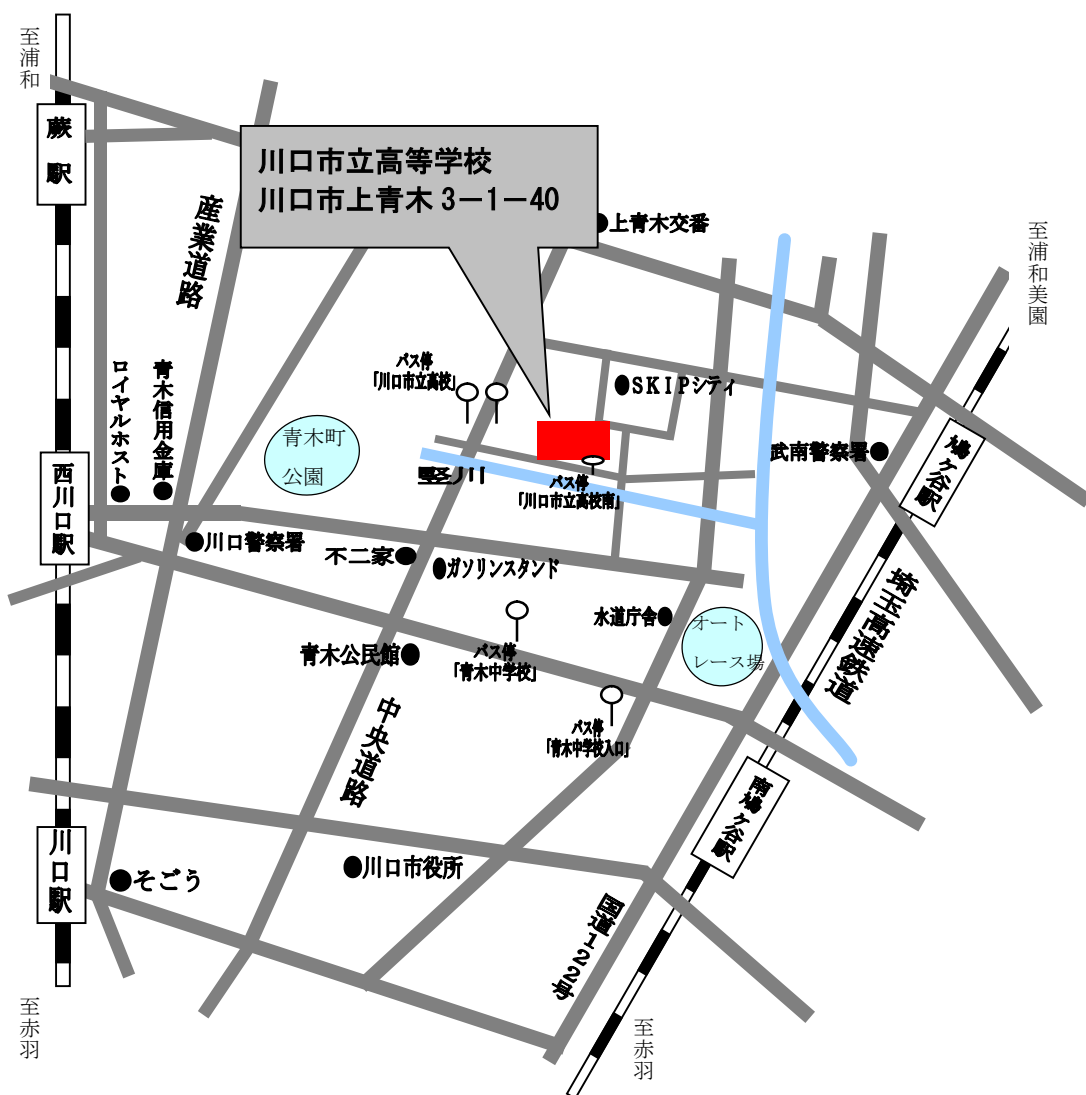 至浦和
蕨駅
川口市立高等学校
川口市上青木 3－1－40
産業道路
●上青木交番
至浦和美園
バス停
「川口市立高校」
●SKIPシティ
ロイヤルホスト●
青木信用金庫●
青木町
公園
竪川
武南警察署●
鳩ヶ谷駅
バス停
「川口市立高校南」
西川口駅
●川口警察署
不二家●
●ガソリンスタンド
埼玉高速鉄道
水道庁舎●
オート
レース場
バス停
「青木中学校」
青木公民館●
中央道路
バス停
「青木中学校入口」
南鳩ヶ谷駅
川口駅
●そごう
●川口市役所
国道122号
至赤羽
至赤羽